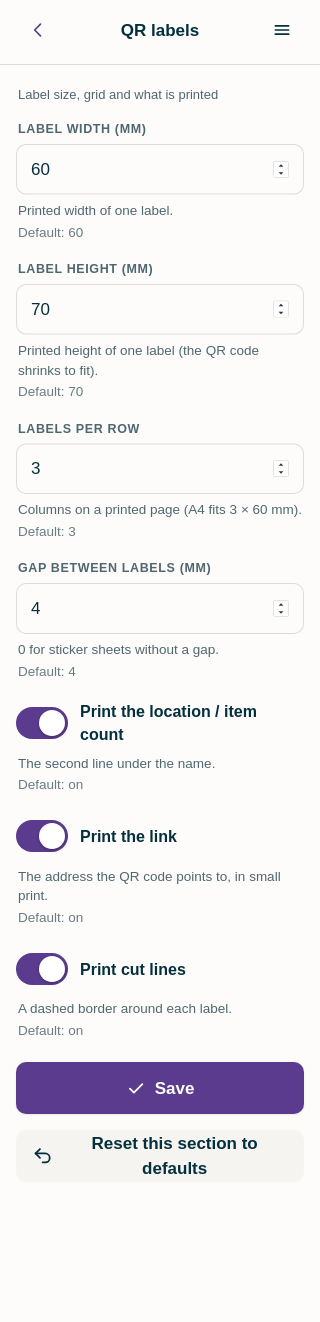 QR labels
Label size, grid and what is printed
LABEL WIDTH (MM)
60
Printed width of one label.
Default: 60
LABEL HEIGHT (MM)
70
Printed height of one label (the QR code
shrinks to fit).
Default: 70
LABELS PER ROW
3
Columns on a printed page (A4 fits 3 × 60 mm).
Default: 3
GAP BETWEEN LABELS (MM)
4
0 for sticker sheets without a gap.
Default: 4
Print the location / item
count
The second line under the name.
Default: on
Print the link
The address the QR code points to, in small
print.
Default: on
Print cut lines
A dashed border around each label.
Default: on
Save
Reset this section to
defaults